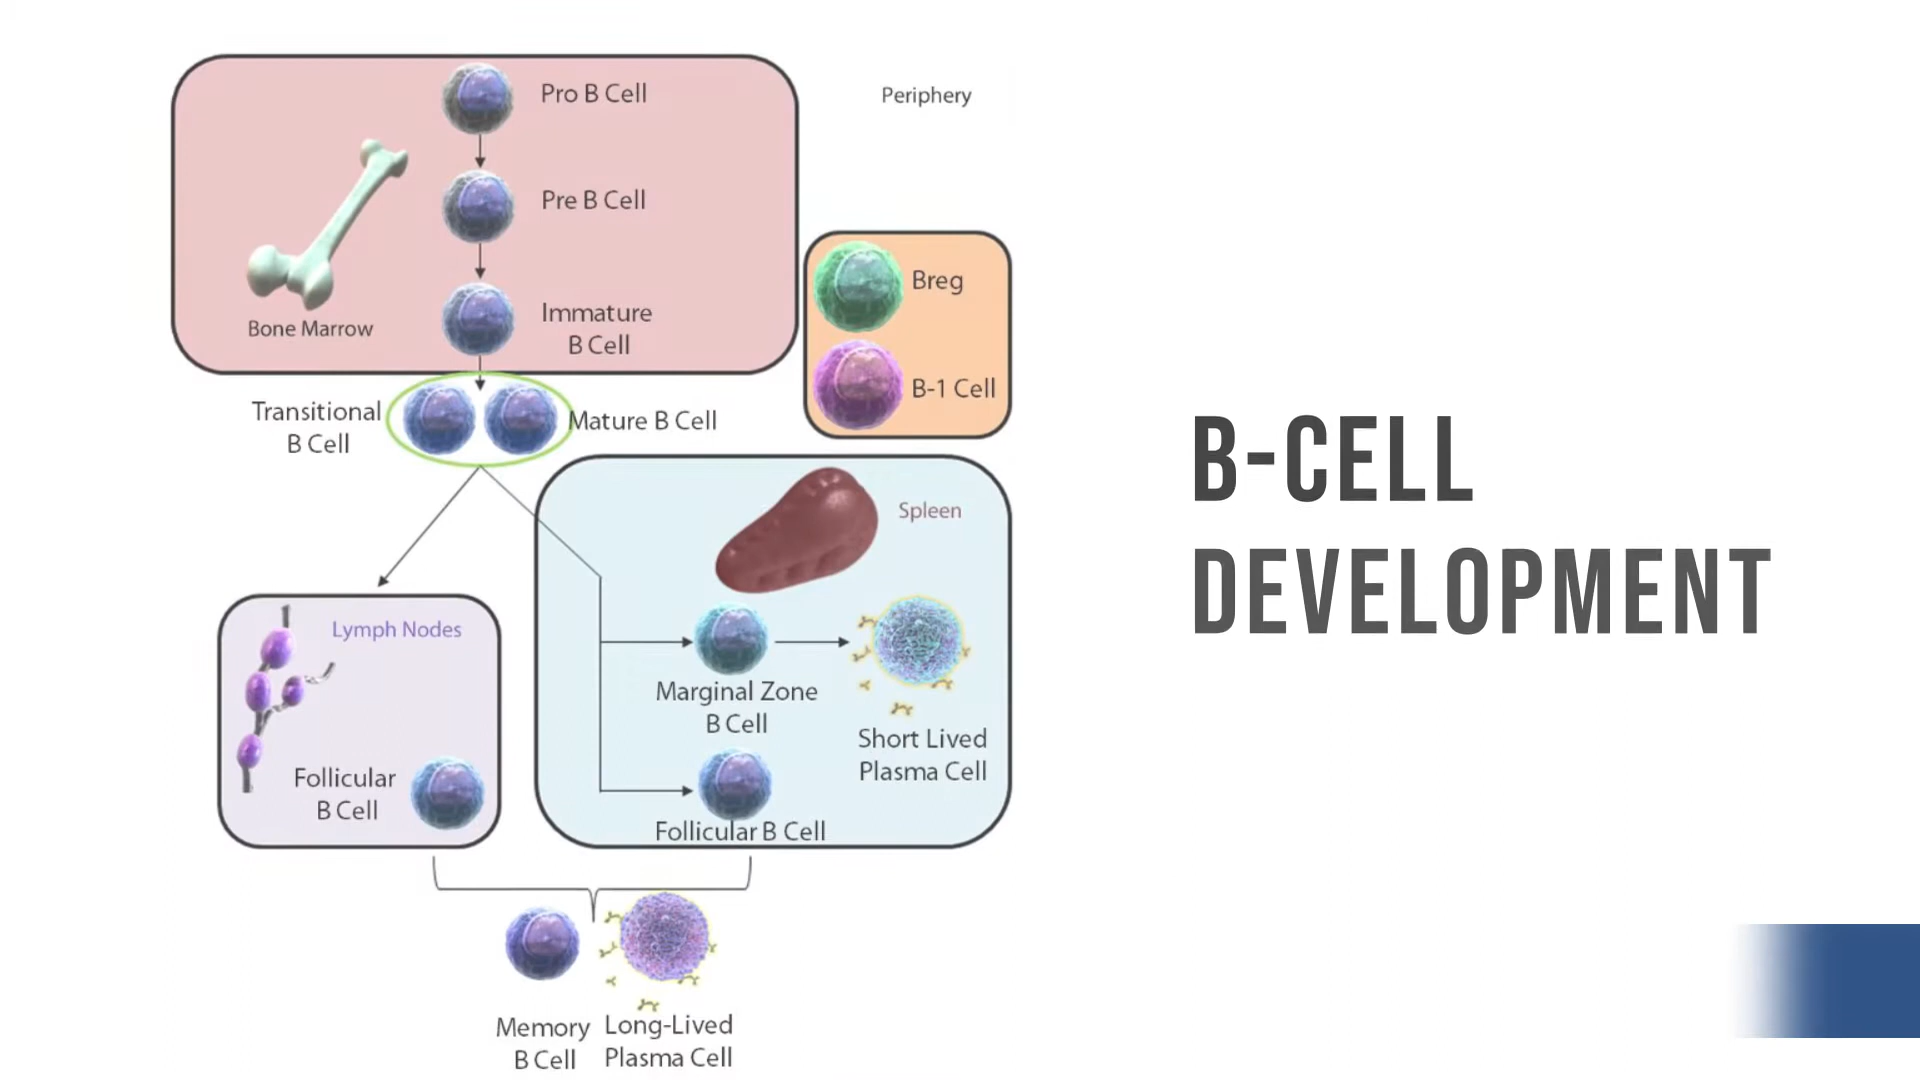 Pro B Cell
Periphery
Pre B Cell
Breg
Immature
B Cell
Bone Marrow
B-1 Cell
Transitional
B Cell
Mature B Cell
Spleen
Lymph Nodes
Marginal Zone
B Cell
Short Lived
Plasma Cell
Follicular
B Cell
Follicular B Cell
Memory
B Cell
Long-Lived
Plasma Cell
B-CELL
DEVELOPMENT